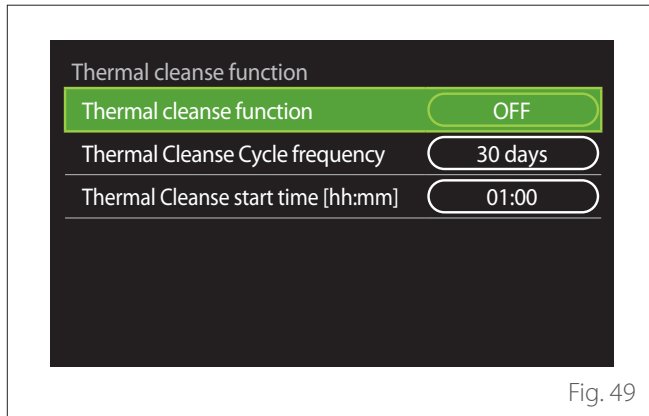 Thermal cleanse function
Thermal cleanse function OFF
Thermal Cleanse Cycle frequency 30 days
Thermal Cleanse start time [hh:mm] 01:00
Fig. 49